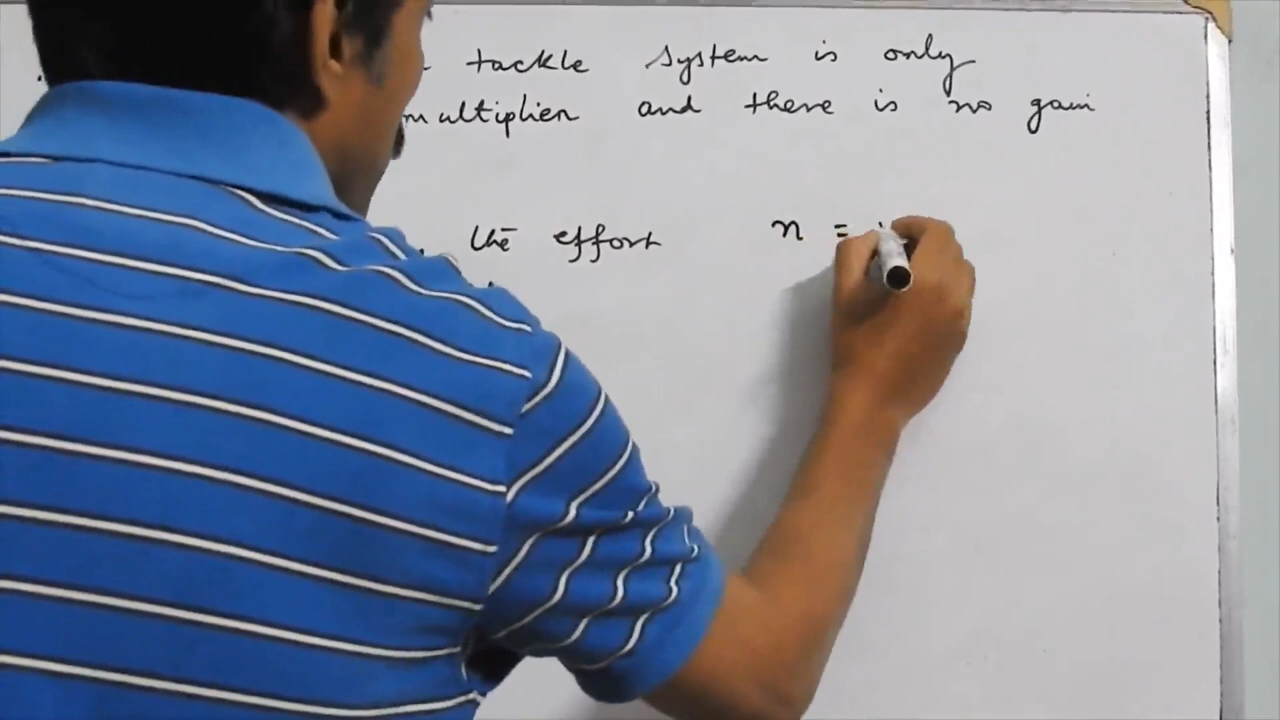 tackle system is only
multiplier and there is no gain
the effort n =